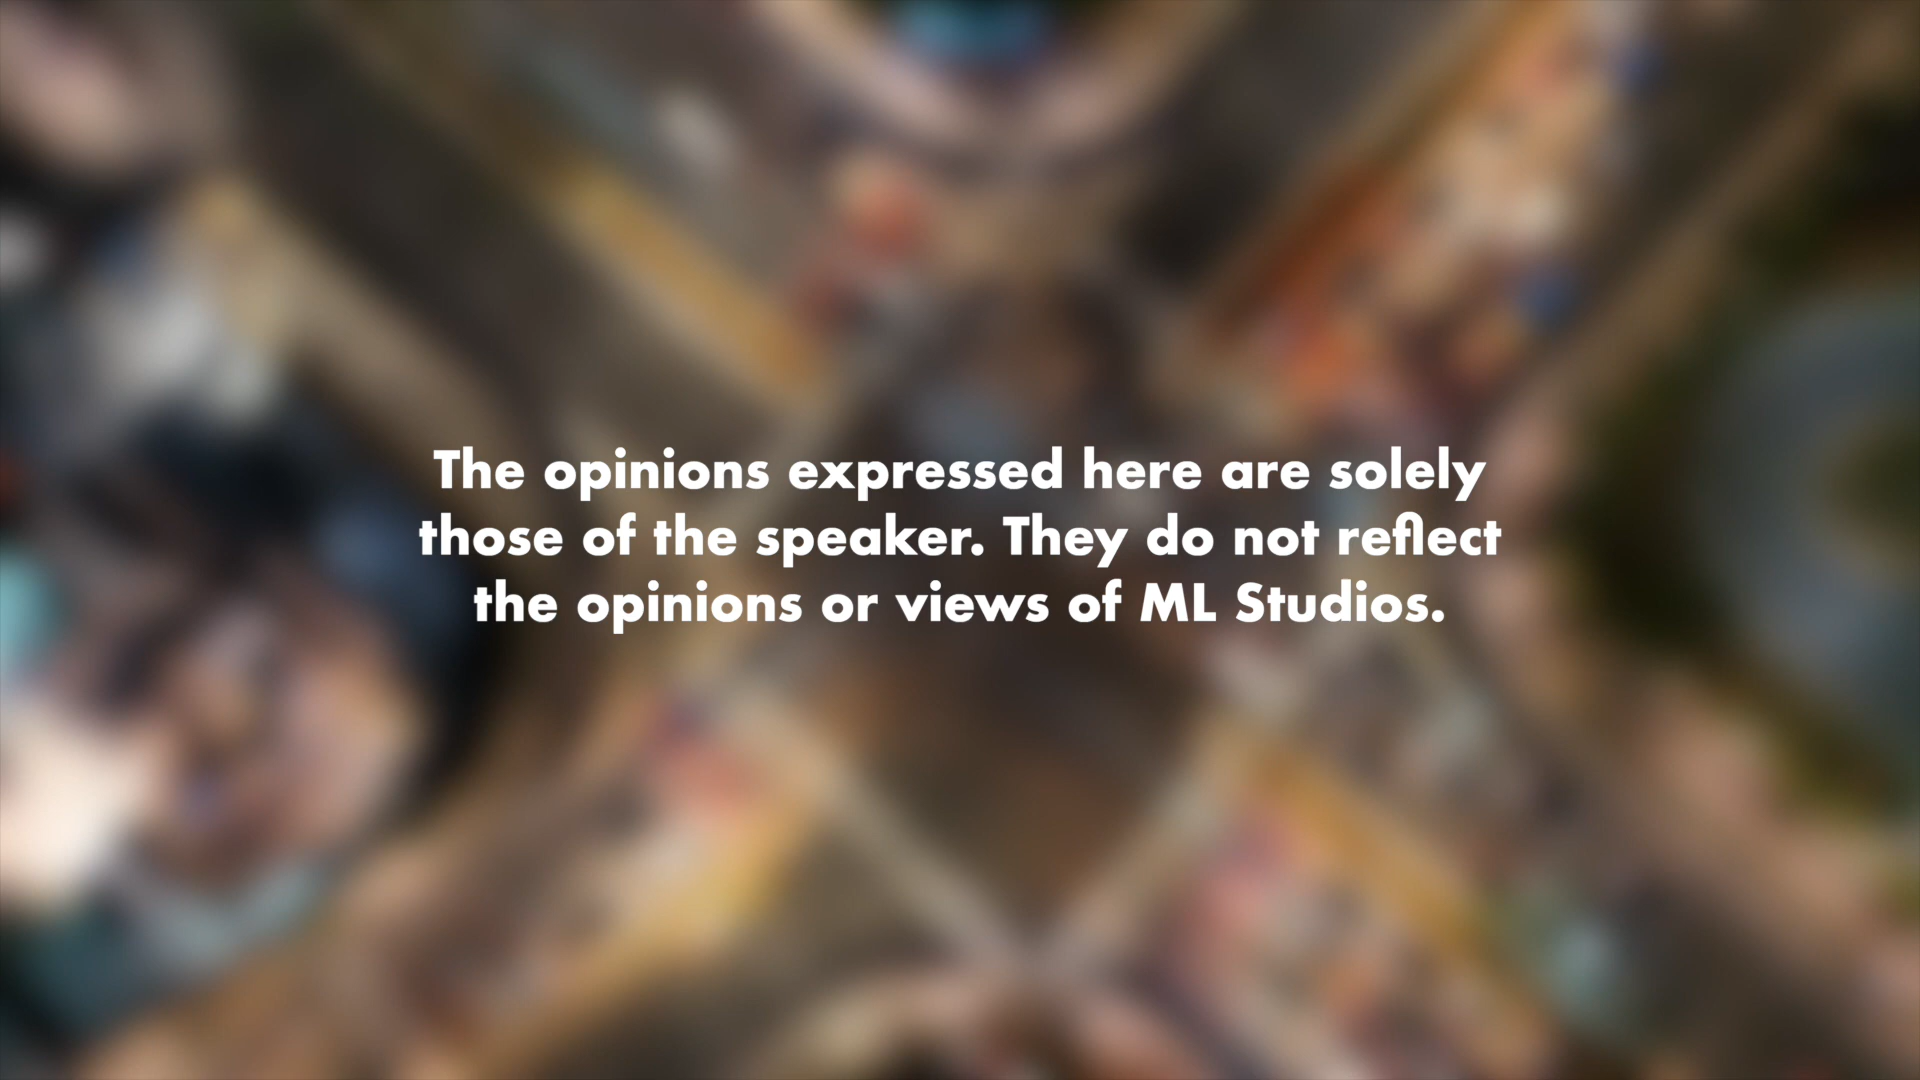 The opinions expressed here are solely
those of the speaker. They do not reflect
the opinions or views of ML Studios.